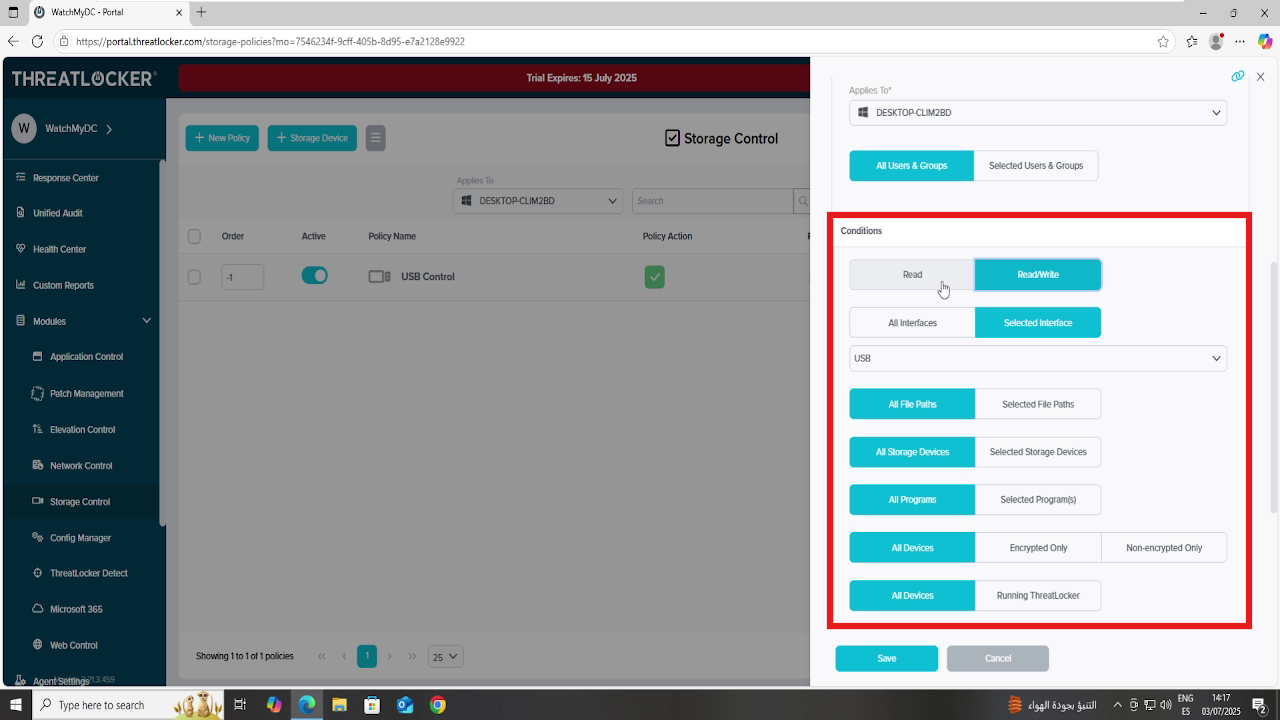 WatchMyDC - Portal
https://portal.threatlocker.com/storage-policies?mo=7546234f-9cff-405b-8d95-e7a2128e9922
THREATLOCKER
Trial Expires: 15 July 2025
W WatchMyDC
Response Center
Unified Audit
Health Center
Custom Reports
Modules
Application Control
Patch Management
Elevation Control
Network Control
Storage Control
Config Manager
ThreatLocker Detect
Microsoft 365
Web Control
Agent Settings
+ New Policy
+ Storage Device
Storage Control
Applies To
DESKTOP-CLIM2BD
Search
Order Active Policy Name Policy Action
-1 USB Control
Showing 1 to 1 of 1 policies
1
25
Applies To*
DESKTOP-CLIM2BD
All Users & Groups Selected Users & Groups
Conditions
Read Read/Write
All Interfaces Selected Interface
USB
All File Paths Selected File Paths
All Storage Devices Selected Storage Devices
All Programs Selected Program(s)
All Devices Encrypted Only Non-encrypted Only
All Devices Running ThreatLocker
Save Cancel
Type here to search
التنبؤ بجودة الهواء
ENG 14:17
ES 03/07/2025